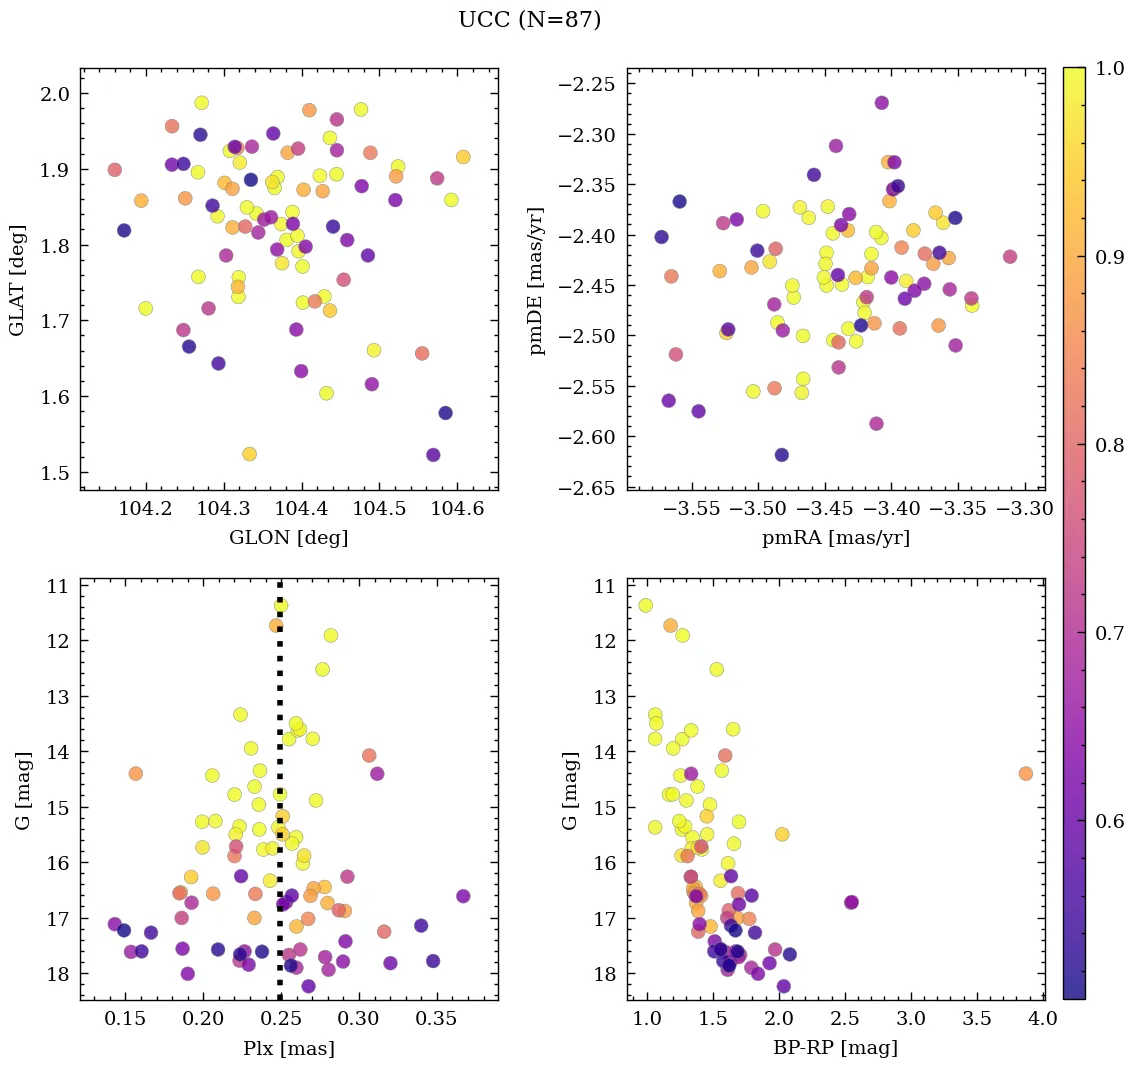 UCC (N=87)
2.0
1.9
1.8
1.7
1.6
1.5
GLAT [deg]
104.2 104.3 104.4 104.5 104.6
GLON [deg]
−2.25
−2.30
−2.35
−2.40
−2.45
−2.50
−2.55
−2.60
−2.65
pmDE [mas/yr]
−3.55 −3.50 −3.45 −3.40 −3.35 −3.30
pmRA [mas/yr]
1.0
0.9
0.8
0.7
0.6
11
12
13
14
15
16
17
18
G [mag]
0.15 0.20 0.25 0.30 0.35
Plx [mas]
11
12
13
14
15
16
17
18
G [mag]
1.0 1.5 2.0 2.5 3.0 3.5 4.0
BP-RP [mag]